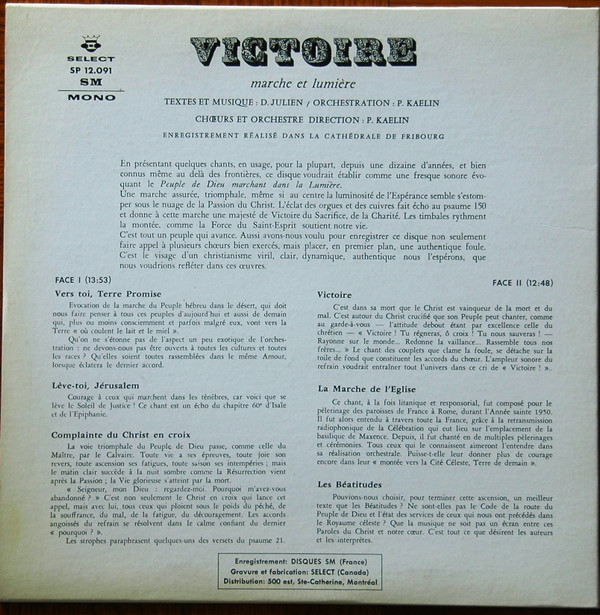 SELECT
SP 12.091
SM
MONO
VICTOIRE
marche et lumière
TEXTES ET MUSIQUE : D. JULIEN / ORCHESTRATION : P. KAELIN
CHŒURS ET ORCHESTRE DIRECTION : P. KAELIN
ENREGISTREMENT RÉALISÉ DANS LA CATHÉDRALE DE FRIBOURG
En présentant quelques chants, en usage, pour la plupart, depuis une dizaine d'années, et bien
connus même au delà des frontières, ce disque voudrait établir comme une fresque sonore évo-
quant le Peuple de Dieu marchant dans la Lumière.
Une marche assurée, triomphale, même si au centre la luminosité de l'Espérance semble s'estom-
per sous le nuage de la Passion du Christ. L'éclat des orgues et des cuivres fait écho au psaume 150
et donne à cette marche une majesté de Victoire du Sacrifice, de la Charité. Les timbales rythment
la montée, comme la Force du Saint-Esprit soutient notre vie.
C'est tout un peuple qui avance. Aussi avons-nous voulu pour enregistrer ce disque non seulement
faire appel à plusieurs chœurs bien exercés, mais placer, en premier plan, une authentique foule.
C'est le visage d'un christianisme viril, clair, dynamique, authentique nous l'espérons, que
nous voudrions refléter dans ces œuvres.
FACE I (13:53)
Vers toi, Terre Promise
Evocation de la marche du Peuple hébreu dans le désert, qui doit
nous faire penser à tous ces peuples d'aujourd'hui et aussi de demain
qui, plus ou moins consciemment et parfois malgré eux, vont vers la
Terre « où coulent le lait et le miel ».
Qu'on ne s'étonne pas de l'aspect un peu exotique de l'orches-
tration : ne devons-nous pas être ouverts à toutes les cultures et toutes
les races ? Qu'elles soient toutes rassemblées dans le même Amour,
lorsque éclatera le dernier accord.
Lève-toi, Jérusalem
Courage à ceux qui marchent dans les ténèbres, car voici que se
lève le Soleil de Justice ! Ce chant est un écho du chapitre 60e d'Isaïe
et de l'Epiphanie.
Complainte du Christ en croix
La voie triomphale du Peuple de Dieu passe, comme celle du
Maître, par le Calvaire. Toute vie a ses épreuves, toute joie son
revers, toute ascension ses fatigues, toute saison ses intempéries ; mais
le matin clair succède à la nuit sombre comme la Résurrection vient
après la Passion ; la Vie glorieuse s'atteint par la mort.
« Seigneur, mon Dieu : regardez-moi. Pourquoi m'avez-vous
abandonné ? » C'est non seulement le Christ en croix qui lance cet
appel, mais avec lui, tous ceux qui ploient sous le poids du péché, de
la souffrance, du mal, de la fatigue, du découragement. Les accords
angoissés du refrain se résolvent dans le calme confiant du dernier
« pourquoi ? ».
Les strophes paraphrasent quelques-uns des versets du psaume 21.
FACE II (12:48)
Victoire
C'est dans sa mort que le Christ est vainqueur de la mort et du
mal. C'est autour du Christ crucifié que son Peuple peut chanter, comme
au garde-à-vous — l'attitude debout étant par excellence celle du
chrétien — « Victoire ! Tu régneras, ô croix ! Tu nous sauveras ! —
Rayonne sur le monde... Redonne la vaillance... Rassemble tous nos
frères... » Le chant des couplets que clame la foule, se détache sur la
toile de fond que constituent les accords du chœur. L'ampleur sonore du
refrain voudrait entraîner tout l'univers dans ce cri de « Victoire ! ».
La Marche de l'Eglise
Ce chant, à la fois litanique et responsorial, fut composé pour le
pèlerinage des paroisses de France à Rome, durant l'Année sainte 1950.
Il fut alors entendu à travers toute la France, grâce à la retransmission
radiophonique de la Célébration qui eut lieu sur l'emplacement de la
basilique de Maxence. Depuis, il fut chanté en de multiples pèlerinages
et cérémonies. Tous ceux qui le connaissent aimeront l'entendre dans
sa réalisation orchestrale. Puisse-t-elle leur donner plus de courage
encore dans leur « montée vers la Cité Céleste, Terre de demain ».
Les Béatitudes
Pouvions-nous choisir, pour terminer cette ascension, un meilleur
texte que les Béatitudes ? Ne sont-elles pas le Code de la route du
Peuple de Dieu et l'état des services de ceux qui nous ont précédés dans
le Royaume céleste ? Que la musique ne soit pas un écran entre ces
Paroles du Christ et notre cœur. C'est tout ce que désirent les auteurs
et les interprètes.
Enregistrement: DISQUES SM (France)
Gravure et fabrication: SELECT (Canada)
Distribution: 500 est, Ste-Catherine, Montréal